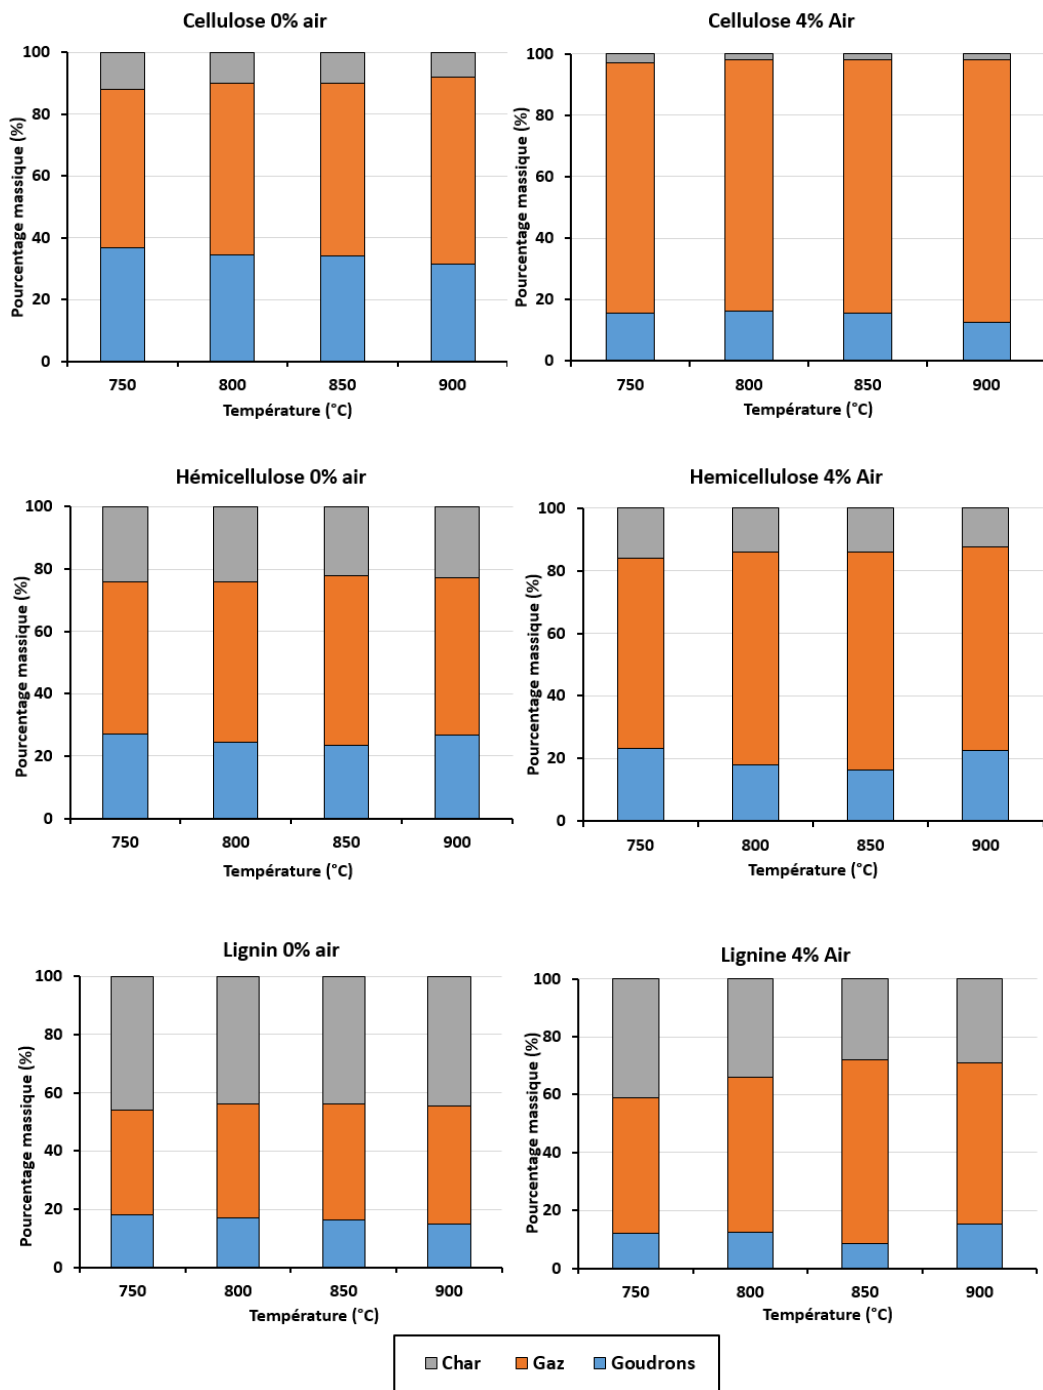 Cellulose 0% air
Pourcentage massique (%)
100
80
60
40
20
0
750 800 850 900
Température (°C)
Cellulose 4% Air
Pourcentage massique (%)
100
80
60
40
20
0
750 800 850 900
Température (°C)
Hémicellulose 0% air
Pourcentage massique (%)
100
80
60
40
20
0
750 800 850 900
Température (°C)
Hemicellulose 4% Air
Pourcentage massique (%)
100
80
60
40
20
0
750 800 850 900
Température (°C)
Lignin 0% air
Pourcentage massique (%)
100
80
60
40
20
0
750 800 850 900
Température (°C)
Lignine 4% Air
Pourcentage massique (%)
100
80
60
40
20
0
750 800 850 900
Température (°C)
Char Gaz Goudrons